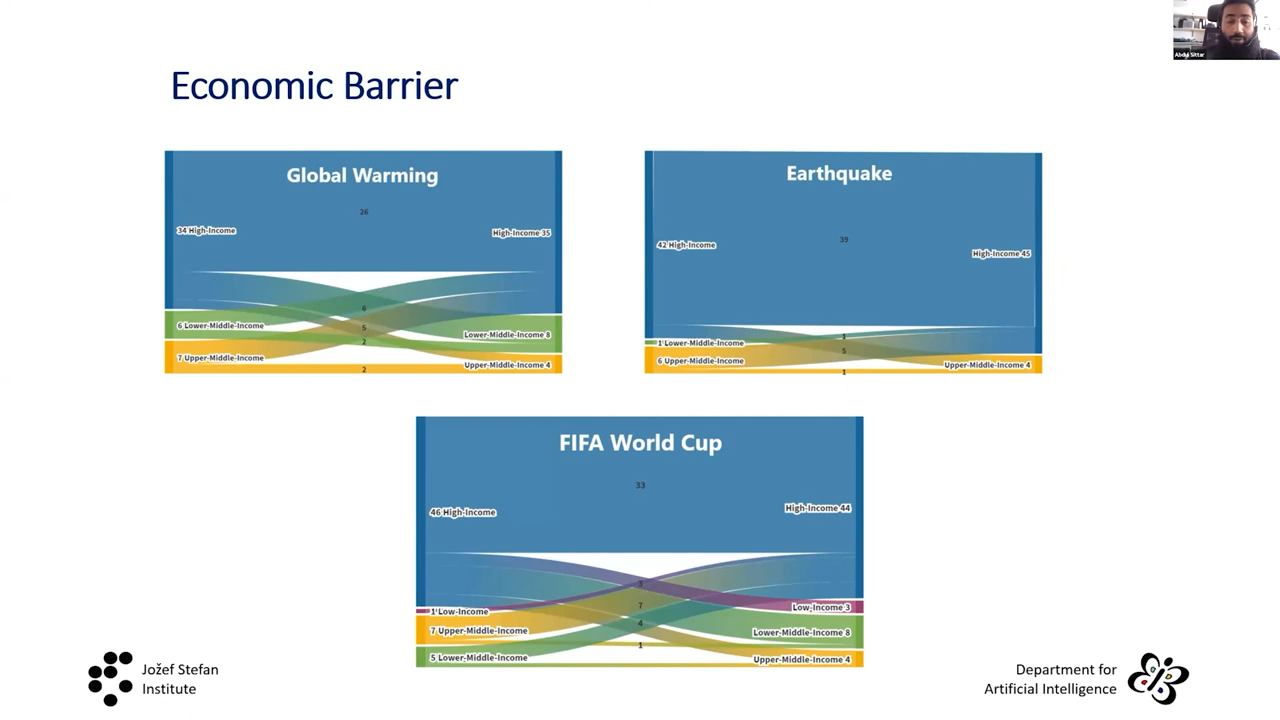 Abdul Sittar
Economic Barrier
Global Warming
26
34 High-Income
High-Income 35
6
5
2
6 Lower-Middle-Income
Lower-Middle-Income 8
7 Upper-Middle-Income
Upper-Middle-Income 4
2
Earthquake
39
42 High-Income
High-Income 45
1
1 Lower-Middle-Income
5
6 Upper-Middle-Income
Upper-Middle-Income 4
1
FIFA World Cup
33
46 High-Income
High-Income 44
3
7
1 Low-Income
Low-Income 3
4
7 Upper-Middle-Income
Lower-Middle-Income 8
1
5 Lower-Middle-Income
Upper-Middle-Income 4
Jožef Stefan
Institute
Department for
Artificial Intelligence